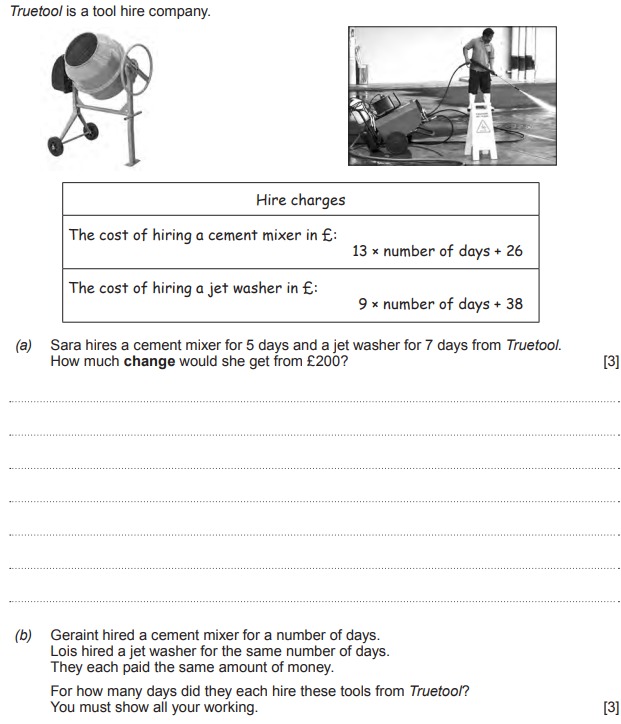 Truetool is a tool hire company.
Hire charges
The cost of hiring a cement mixer in £:
13 × number of days + 26
The cost of hiring a jet washer in £:
9 × number of days + 38
(a) Sara hires a cement mixer for 5 days and a jet washer for 7 days from Truetool.
How much change would she get from £200? [3]
(b) Geraint hired a cement mixer for a number of days.
Lois hired a jet washer for the same number of days.
They each paid the same amount of money.
For how many days did they each hire these tools from Truetool?
You must show all your working. [3]